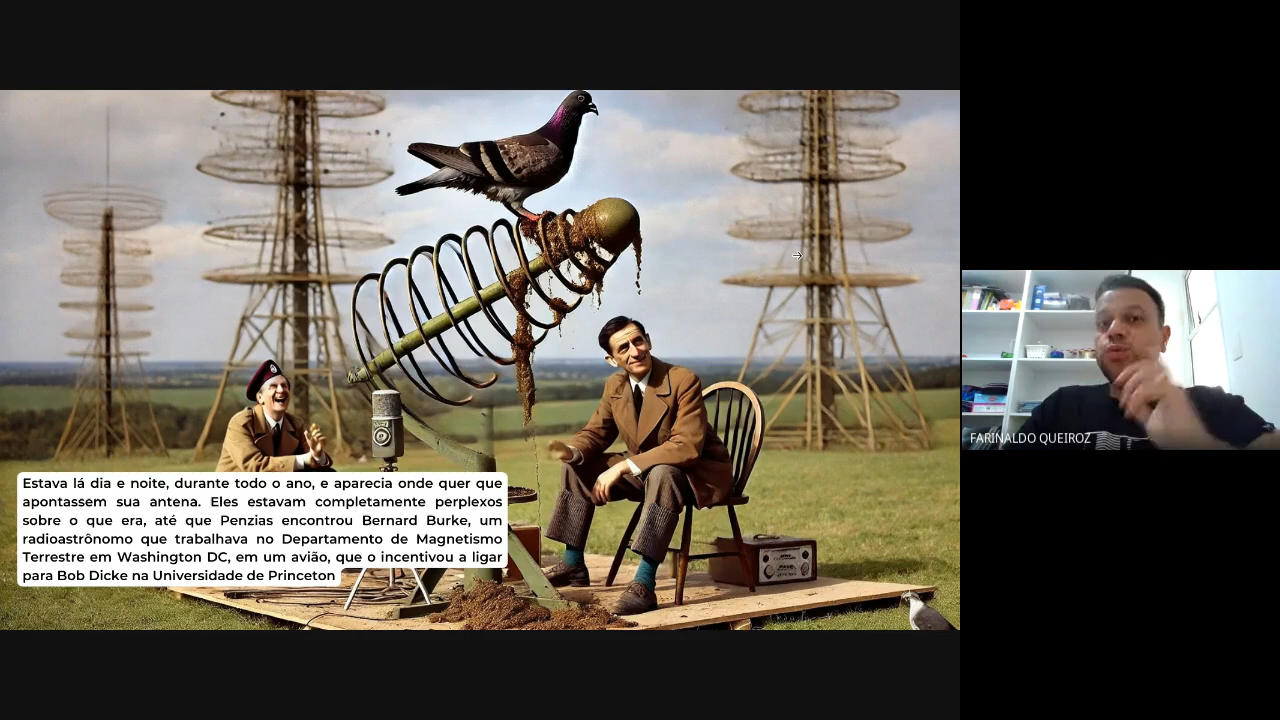 Estava lá dia e noite, durante todo o ano, e aparecia onde quer que
apontassem sua antena. Eles estavam completamente perplexos
sobre o que era, até que Penzias encontrou Bernard Burke, um
radioastrônomo que trabalhava no Departamento de Magnetismo
Terrestre em Washington DC, em um avião, que o incentivou a ligar
para Bob Dicke na Universidade de Princeton
FARINALDO QUEIROZ